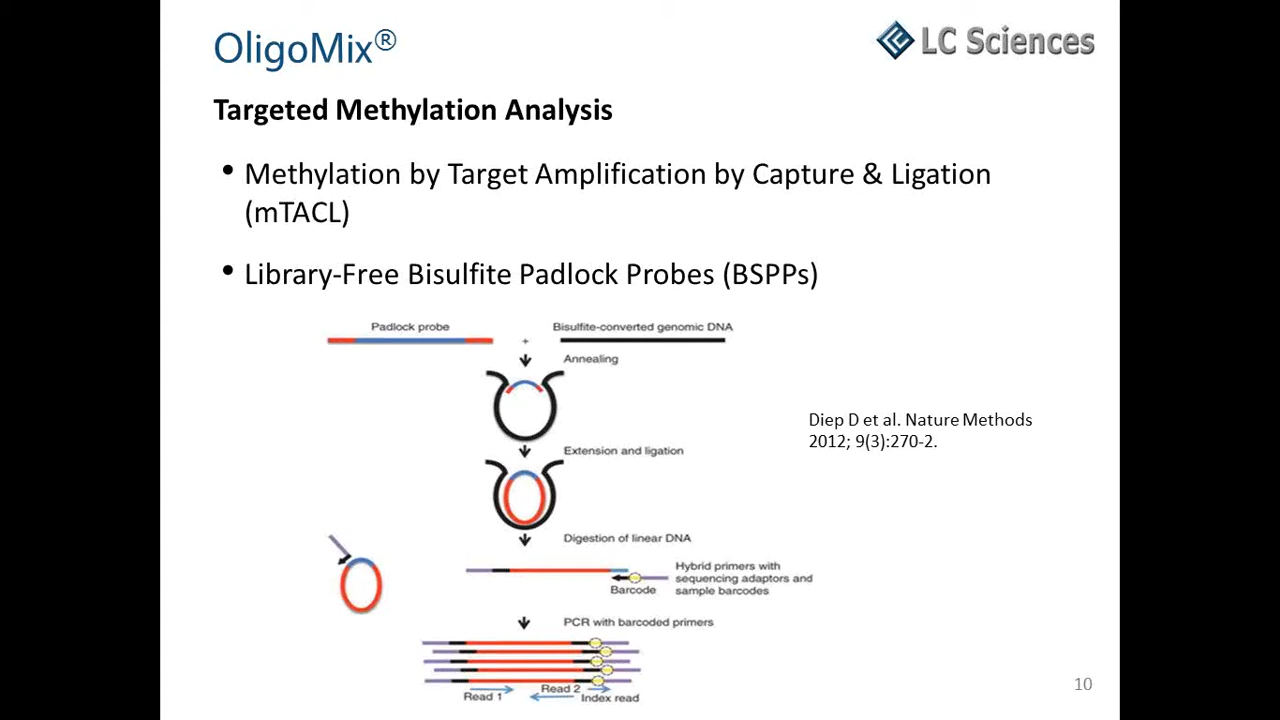 OligoMix®
LC Sciences
Targeted Methylation Analysis
• Methylation by Target Amplification by Capture & Ligation
(mTACL)
• Library-Free Bisulfite Padlock Probes (BSPPs)
Padlock probe
+
Bisulfite-converted genomic DNA
Annealing
Diep D et al. Nature Methods
2012; 9(3):270-2.
Extension and ligation
Digestion of linear DNA
Hybrid primers with
sequencing adaptors and
sample barcodes
Barcode
PCR with barcoded primers
Read 1
Read 2
Index read
10